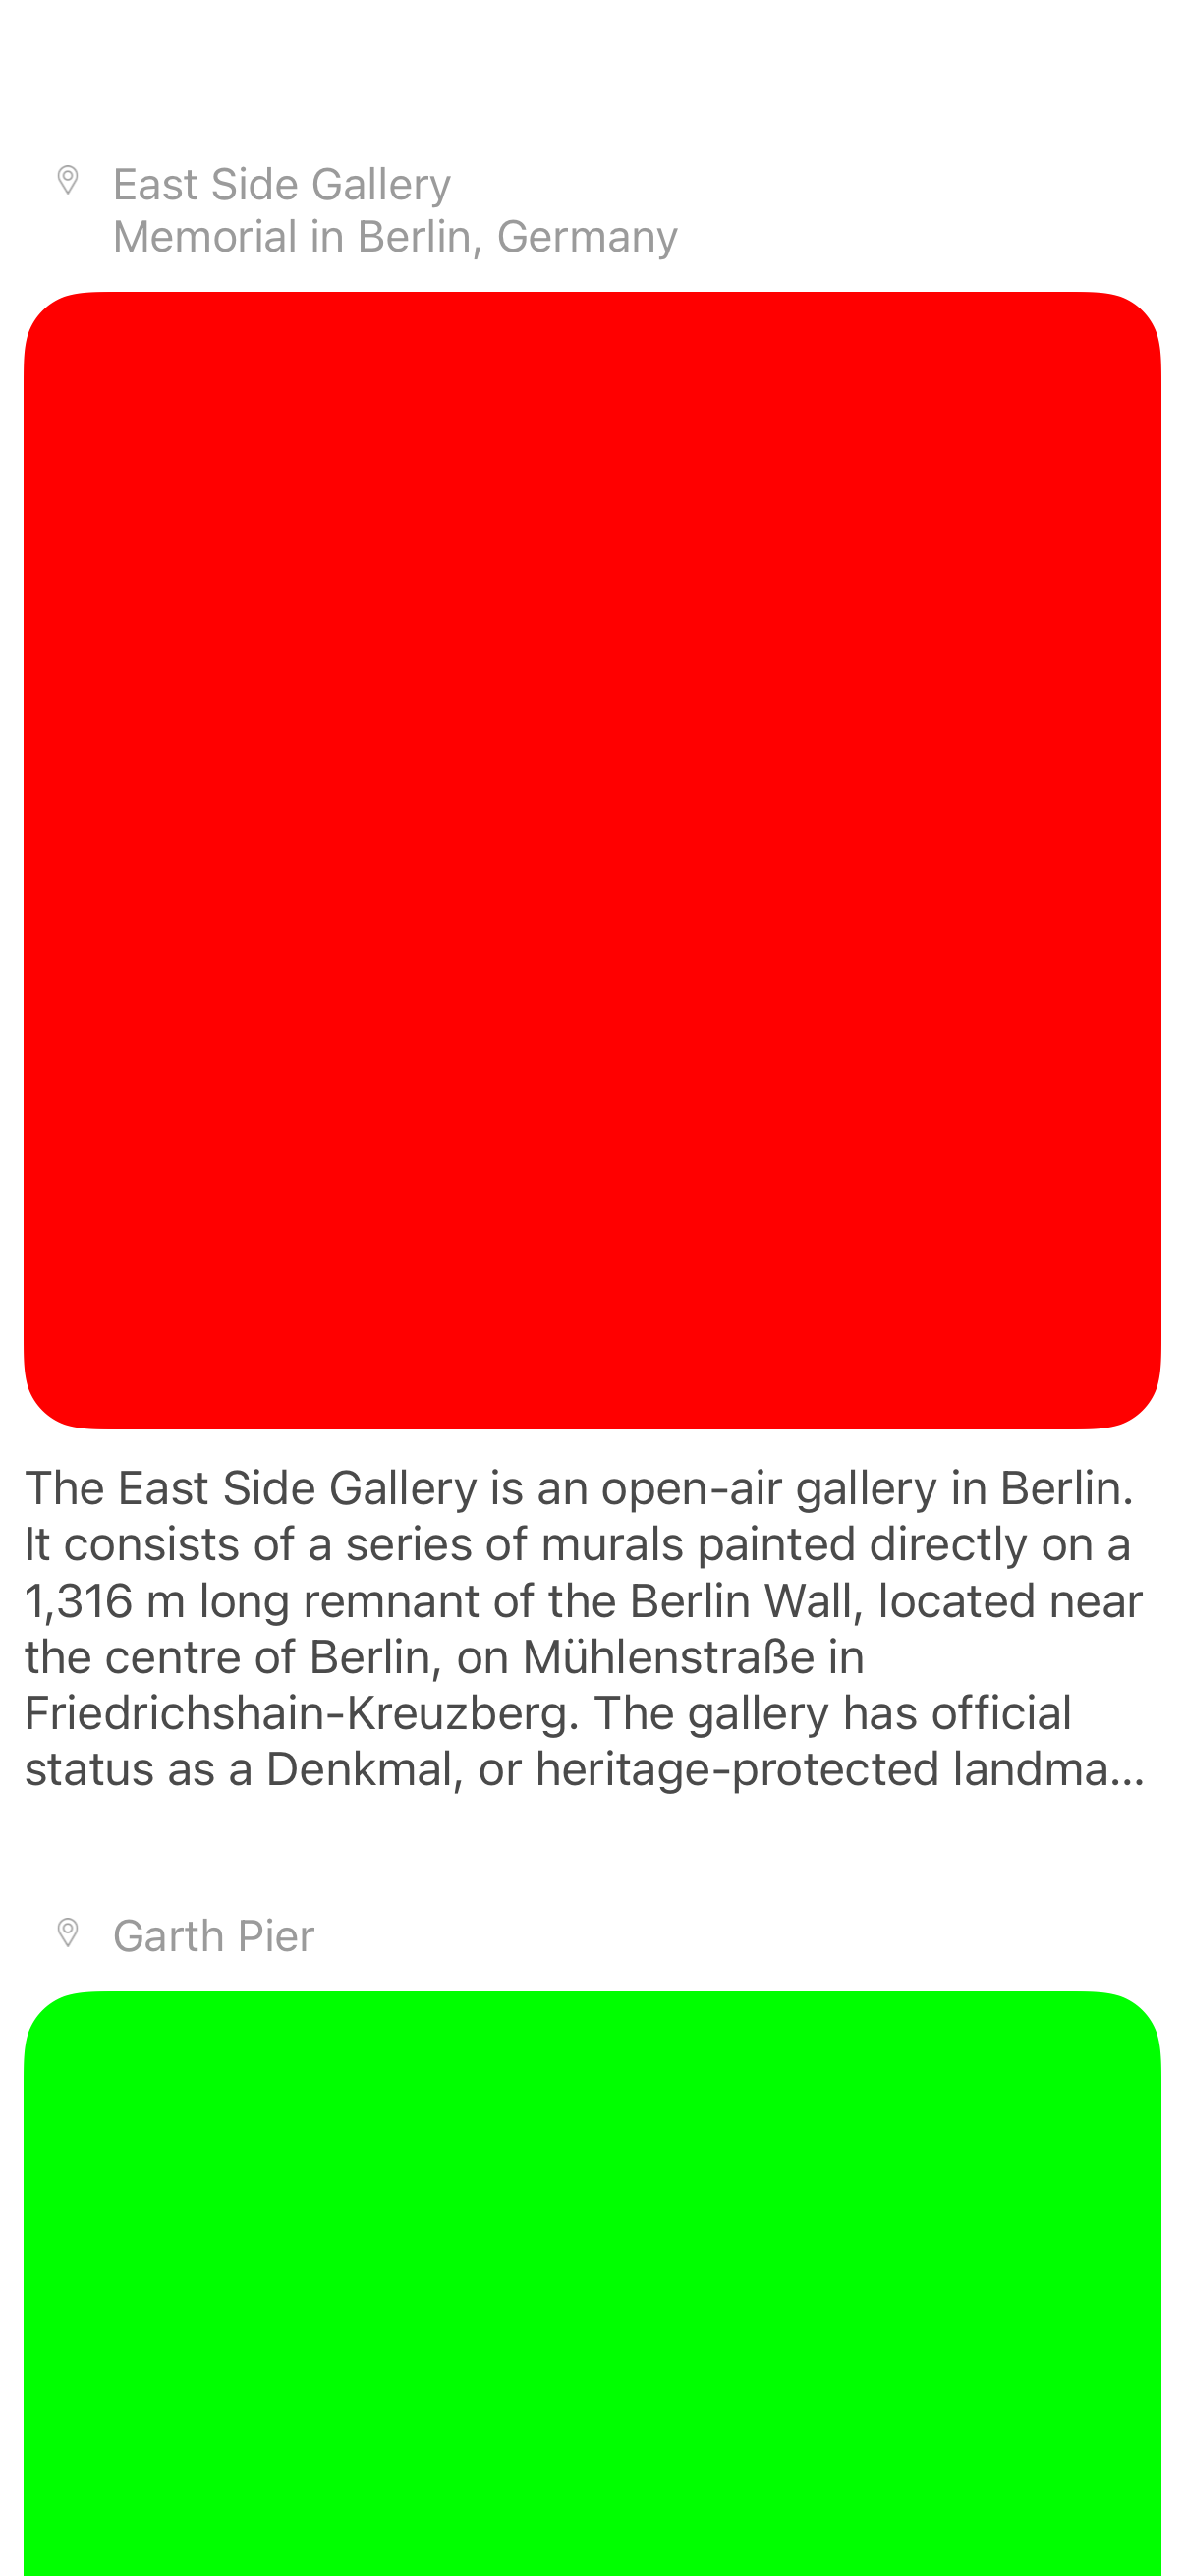 East Side Gallery
Memorial in Berlin, Germany
The East Side Gallery is an open-air gallery in Berlin.
It consists of a series of murals painted directly on a
1,316 m long remnant of the Berlin Wall, located near
the centre of Berlin, on Mühlenstraße in
Friedrichshain-Kreuzberg. The gallery has official
status as a Denkmal, or heritage-protected landma…
Garth Pier